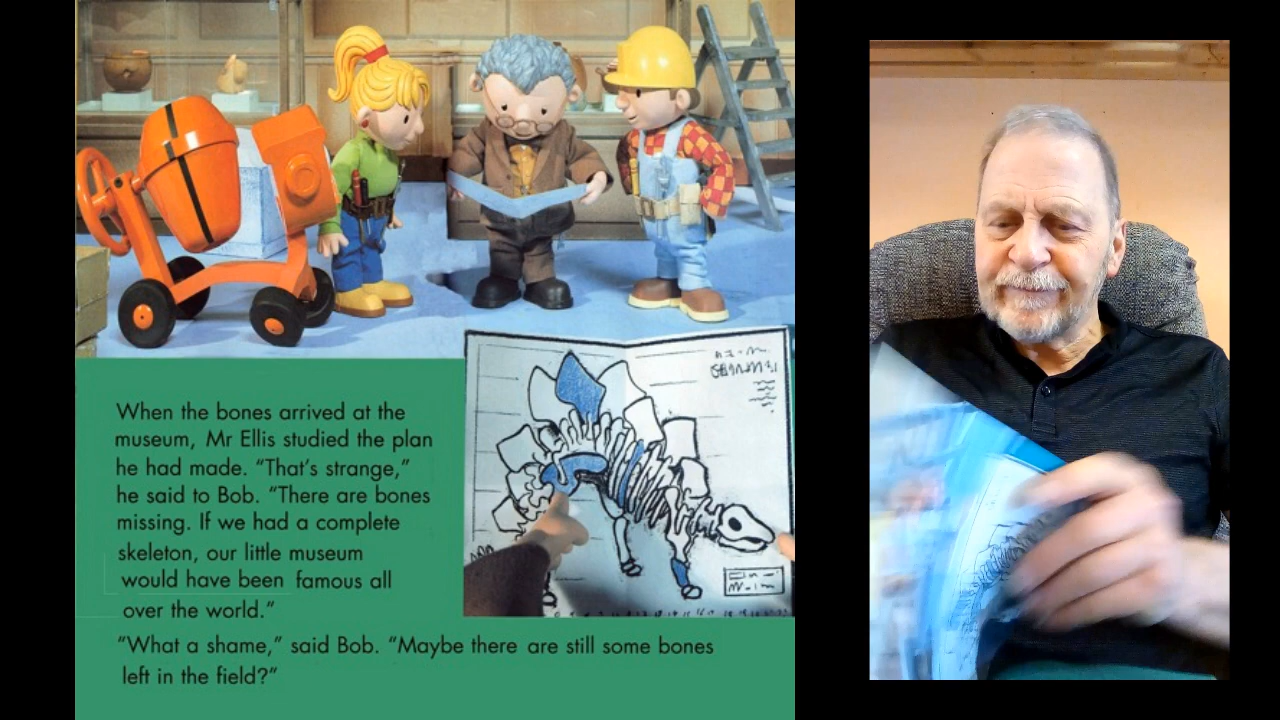 When the bones arrived at the
museum, Mr Ellis studied the plan
he had made. “That’s strange,”
he said to Bob. “There are bones
missing. If we had a complete
skeleton, our little museum
would have been famous all
over the world.”
“What a shame,” said Bob. “Maybe there are still some bones
left in the field?”